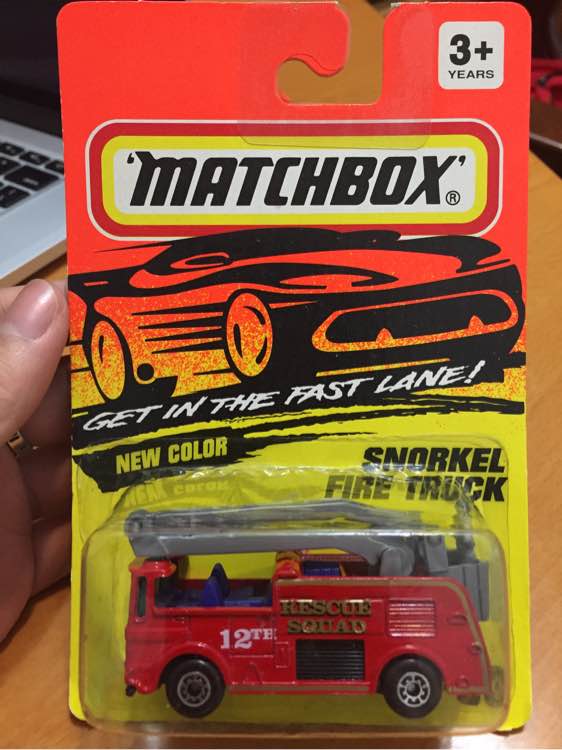 3+
YEARS
'MATCHBOX'®
GET IN THE FAST LANE!
NEW COLOR
SNORKEL
FIRE TRUCK
RESCUE
SQUAD
12TH